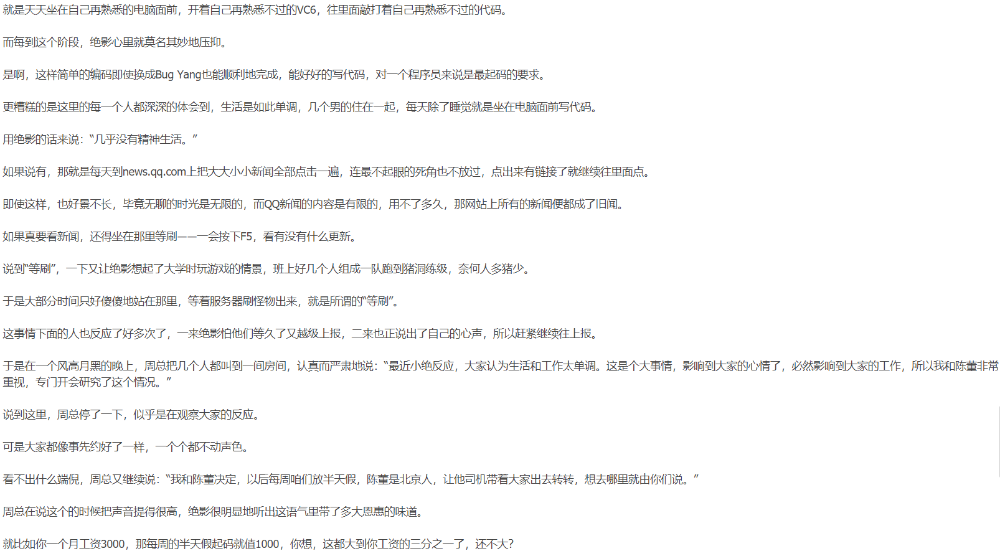 就是天天坐在自己再熟悉的电脑面前，开着自己再熟悉不过的VC6，往里面敲打着自己再熟悉不过的代码。
而每到这个阶段，绝影心里就莫名其妙地压抑。
是啊，这样简单的编码即使换成Bug Yang也能顺利地完成，能好好的写代码，对一个程序员来说是最起码的要求。
更糟糕的是这里的每一个人都深深的体会到，生活是如此单调，几个男的住在一起，每天除了睡觉就是坐在电脑面前写代码。
用绝影的话来说：“几乎没有精神生活。”
如果说有，那就是每天到news.qq.com上把大大小小新闻全部点击一遍，连最不起眼的死角也不放过，点出来有链接了就继续往里面点。
即使这样，也好景不长，毕竟无聊的时光是无限的，而QQ新闻的内容是有限的，用不了多久，那网站上所有的新闻便都成了旧闻。
如果真要看新闻，还得坐在那里等刷——一会按下F5，看有没有什么更新。
说到“等刷”，一下又让绝影想起了大学时玩游戏的情景，班上好几个人组成一队跑到猪洞练级，奈何人多猪少。
于是大部分时间只好傻傻地站在那里，等着服务器刷怪物出来，就是所谓的“等刷”。
这事情下面的人也反应了好多次了，一来绝影怕他们等久了又越级上报，二来也正说出了自己的心声，所以赶紧继续往上报。
于是在一个风高月黑的晚上，周总把几个人都叫到一间房间，认真而严肃地说：“最近小绝反应，大家认为生活和工作太单调。这是个大事情，影响到大家的心情了，必然影响到大家的工作，所以我和陈董非常
重视，专门开会研究了这个情况。”
说到这里，周总停了一下，似乎是在观察大家的反应。
可是大家都像事先约好了一样，一个个都不动声色。
看不出什么端倪，周总又继续说：“我和陈董决定，以后每周咱们放半天假，陈董是北京人，让他司机带着大家出去转转，想去哪里就由你们说。”
周总在说这个的时候把声音提得很高，绝影很明显地听出这语气里带了多大恩惠的味道。
就比如你一个月工资3000，那每周的半天假起码就值1000，你想，这都大到你工资的三分之一了，还不大？